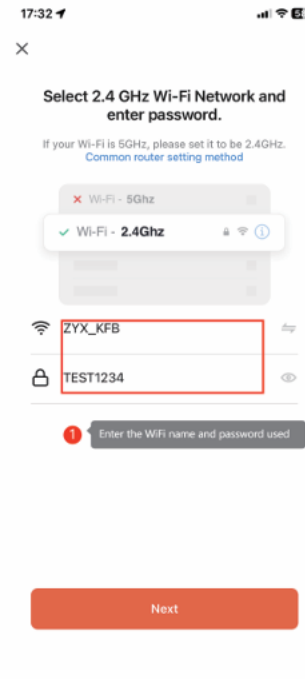 17:32
Select 2.4 GHz Wi-Fi Network and
enter password.
If your Wi-Fi is 5GHz, please set it to be 2.4GHz.
Common router setting method
Wi-Fi - 5Ghz
Wi-Fi - 2.4Ghz
ZYX_KFB
TEST1234
1 Enter the WiFi name and password used
Next